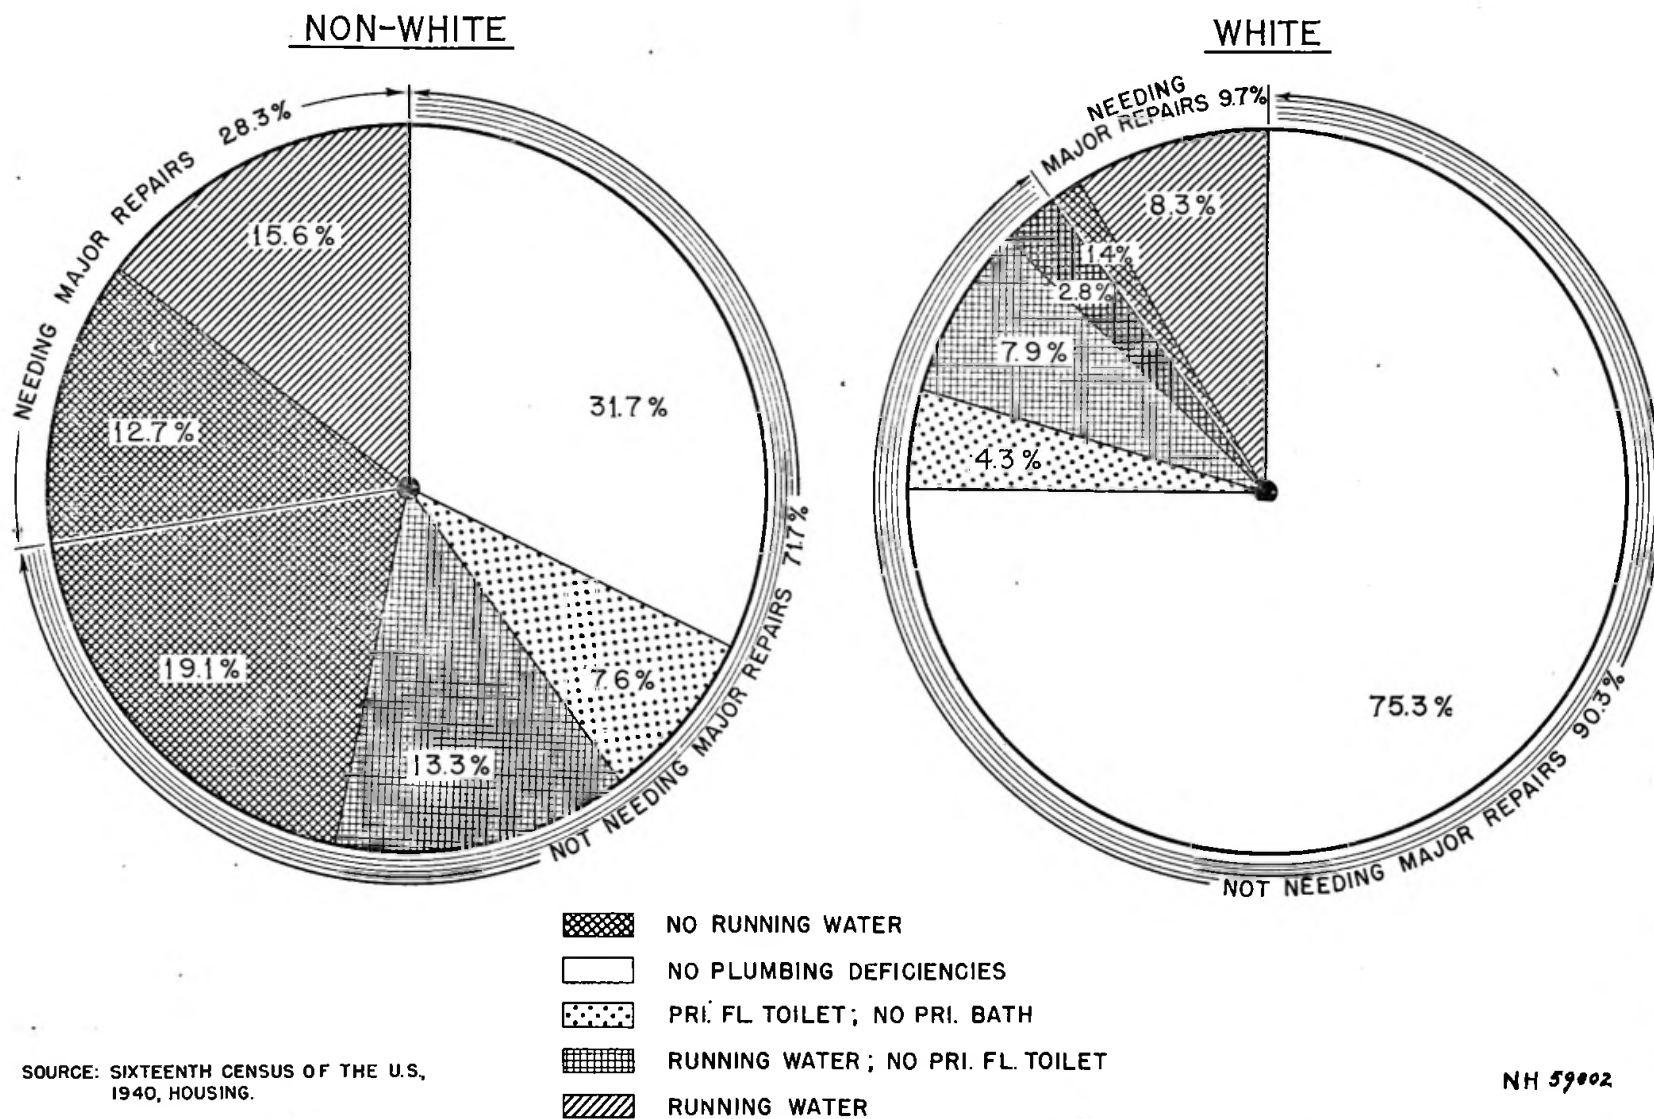 NON-WHITE
NEEDING MAJOR REPAIRS 28.3%
15.6%
31.7%
12.7%
19.1%
13.3%
7.6%
NOT NEEDING MAJOR REPAIRS 71.7%
WHITE
NEEDING
MAJOR REPAIRS 9.7%
8.3%
1.4%
2.8%
7.9%
4.3%
75.3%
NOT NEEDING MAJOR REPAIRS 90.3%
NO RUNNING WATER
NO PLUMBING DEFICIENCIES
PRI. FL. TOILET; NO PRI. BATH
RUNNING WATER; NO PRI. FL. TOILET
RUNNING WATER
SOURCE: SIXTEENTH CENSUS OF THE U.S.,
1940, HOUSING.
NH 59002